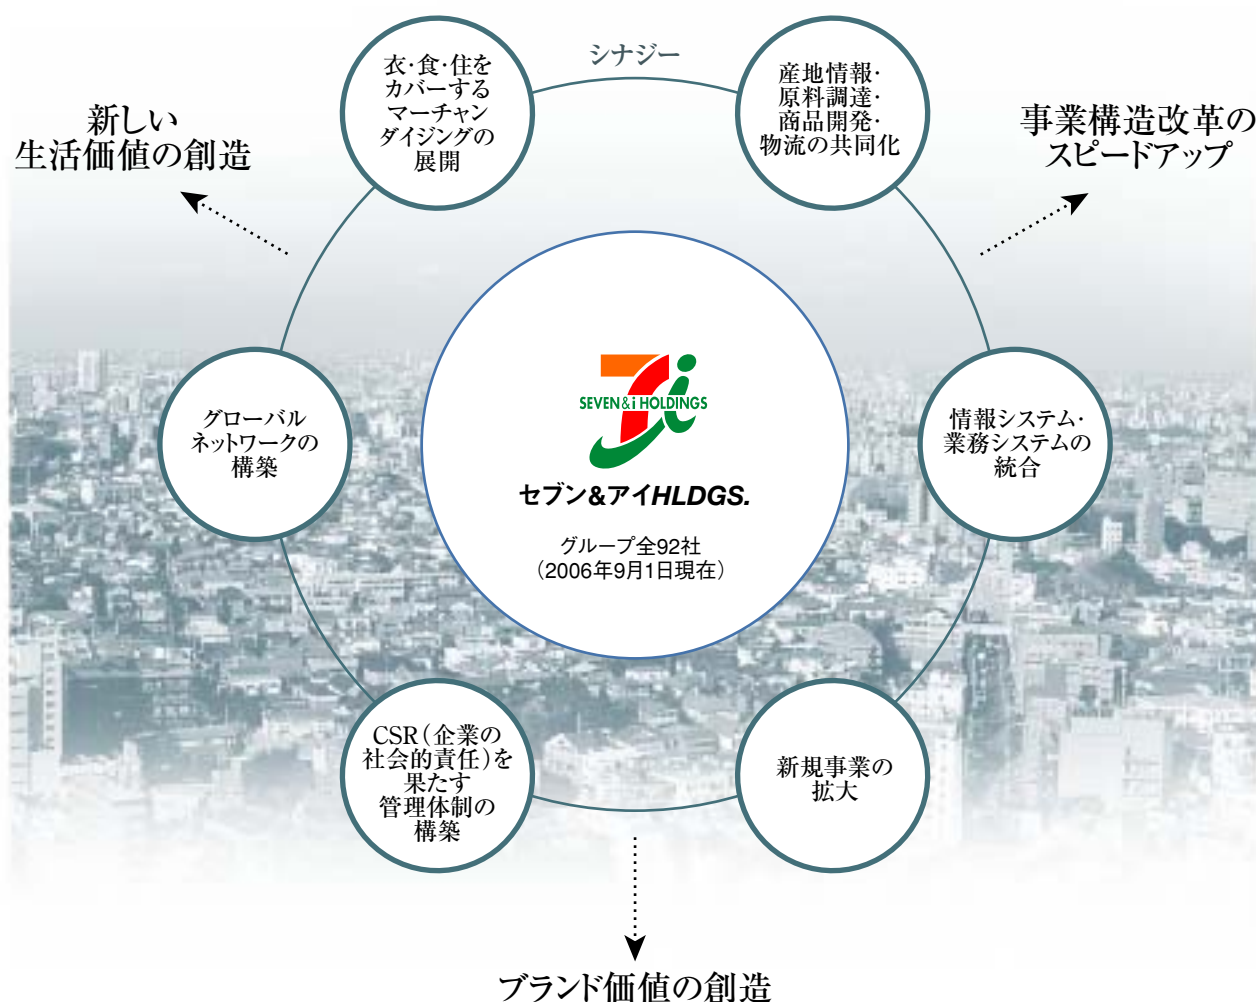 シナジー
衣・食・住を
カバーする
マーチャン
ダイジングの
展開
産地情報・
原料調達・
商品開発・
物流の共同化
新しい
生活価値の創造
事業構造改革の
スピードアップ
グローバル
ネットワークの
構築
SEVEN&i HOLDINGS
セブン&アイHLDGS.
グループ全92社
（2006年9月1日現在）
情報システム・
業務システムの
統合
CSR（企業の
社会的責任）を
果たす
管理体制の
構築
新規事業の
拡大
ブランド価値の創造